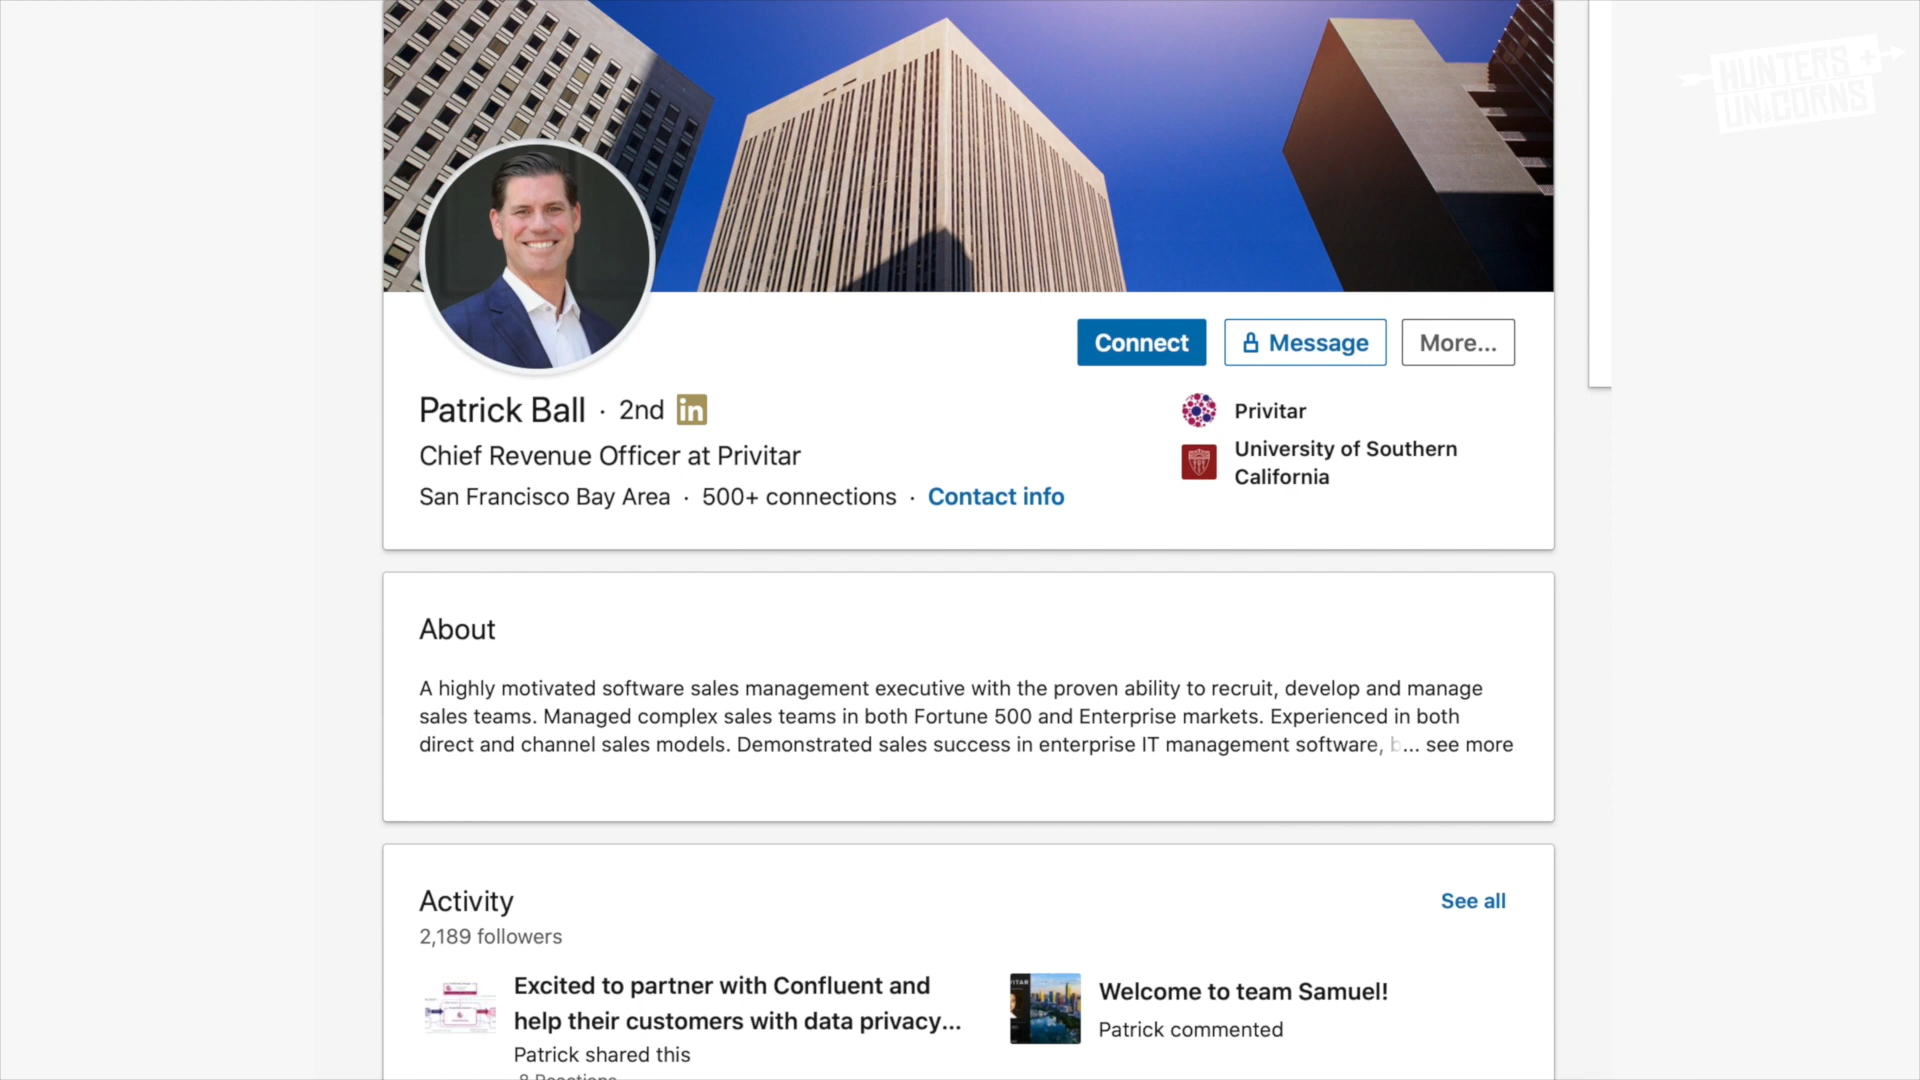 HUNTERS +
UNICORNS
Connect
Message
More...
Patrick Ball · 2nd in
Chief Revenue Officer at Privitar
San Francisco Bay Area · 500+ connections · Contact info
Privitar
University of Southern
California
About
A highly motivated software sales management executive with the proven ability to recruit, develop and manage
sales teams. Managed complex sales teams in both Fortune 500 and Enterprise markets. Experienced in both
direct and channel sales models. Demonstrated sales success in enterprise IT management software, b... see more
Activity
See all
2,189 followers
Excited to partner with Confluent and
help their customers with data privacy...
Patrick shared this
8 Reactions
Welcome to team Samuel!
Patrick commented